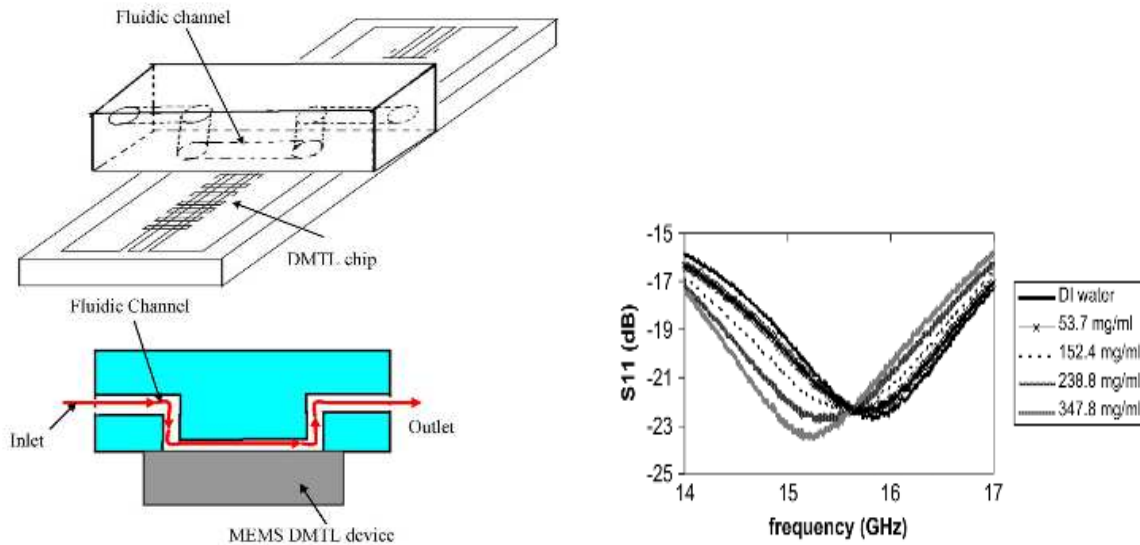 Fluidic channel
DMTL chip
Fluidic Channel
Inlet
Outlet
MEMS DMTL device
-15
-17
-19
-21
-23
-25
S11 (dB)
14
15
16
17
frequency (GHz)
DI water
53.7 mg/ml
152.4 mg/ml
238.8 mg/ml
347.8 mg/ml